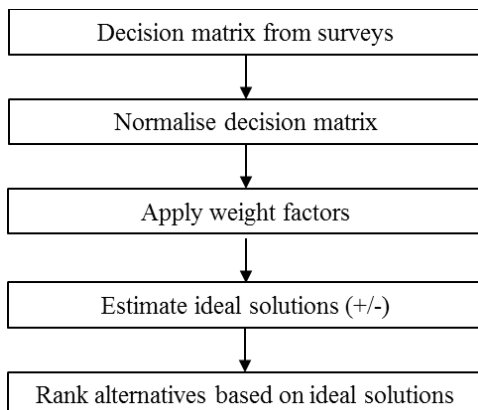 Decision matrix from surveys
Normalise decision matrix
Apply weight factors
Estimate ideal solutions (+/-)
Rank alternatives based on ideal solutions